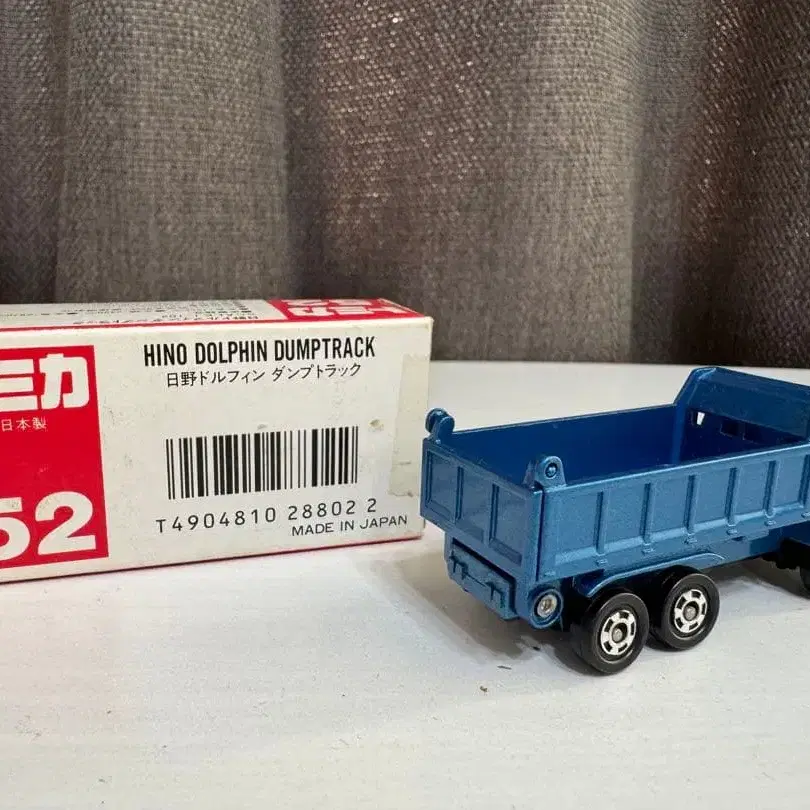 ミカ
日本製
52
HINO DOLPHIN DUMPTRACK
日野ドルフィン ダンプトラック
T4904810 28802 2
MADE IN JAPAN